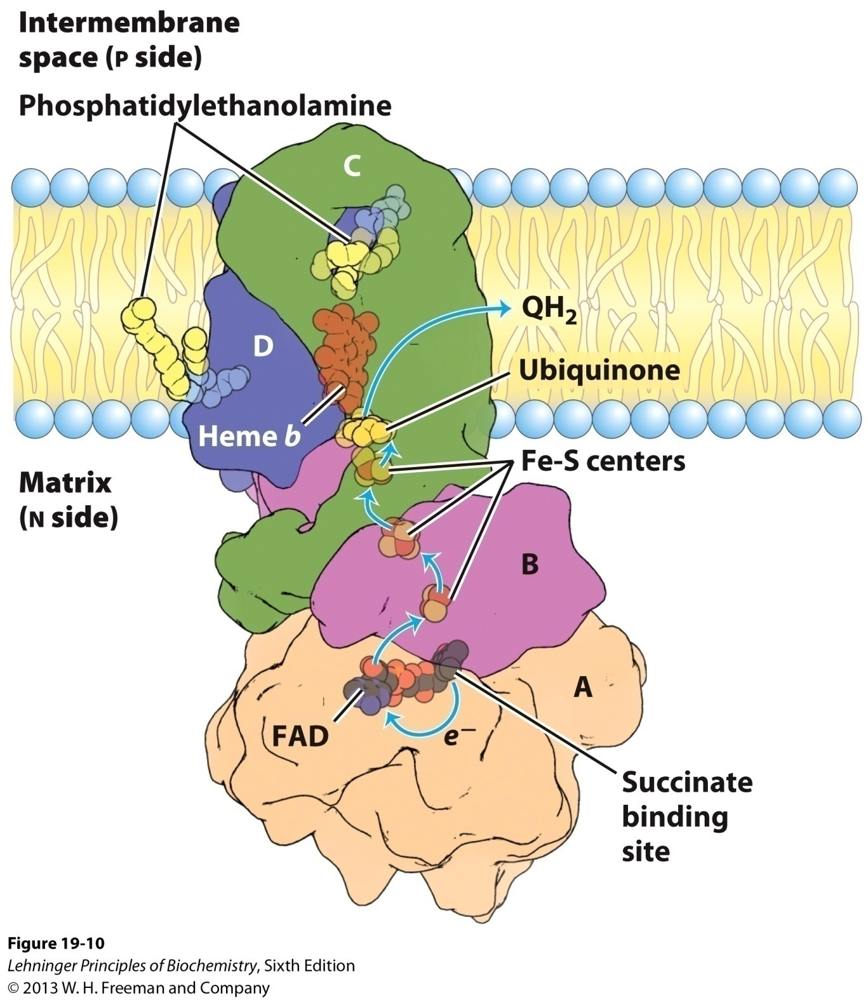 Intermembrane
space (P side)
Phosphatidylethanolamine
C
QH₂
D
Ubiquinone
Heme b
Fe-S centers
Matrix
(N side)
B
A
FAD
e⁻
Succinate
binding
site
Figure 19-10
Lehninger Principles of Biochemistry, Sixth Edition
© 2013 W. H. Freeman and Company